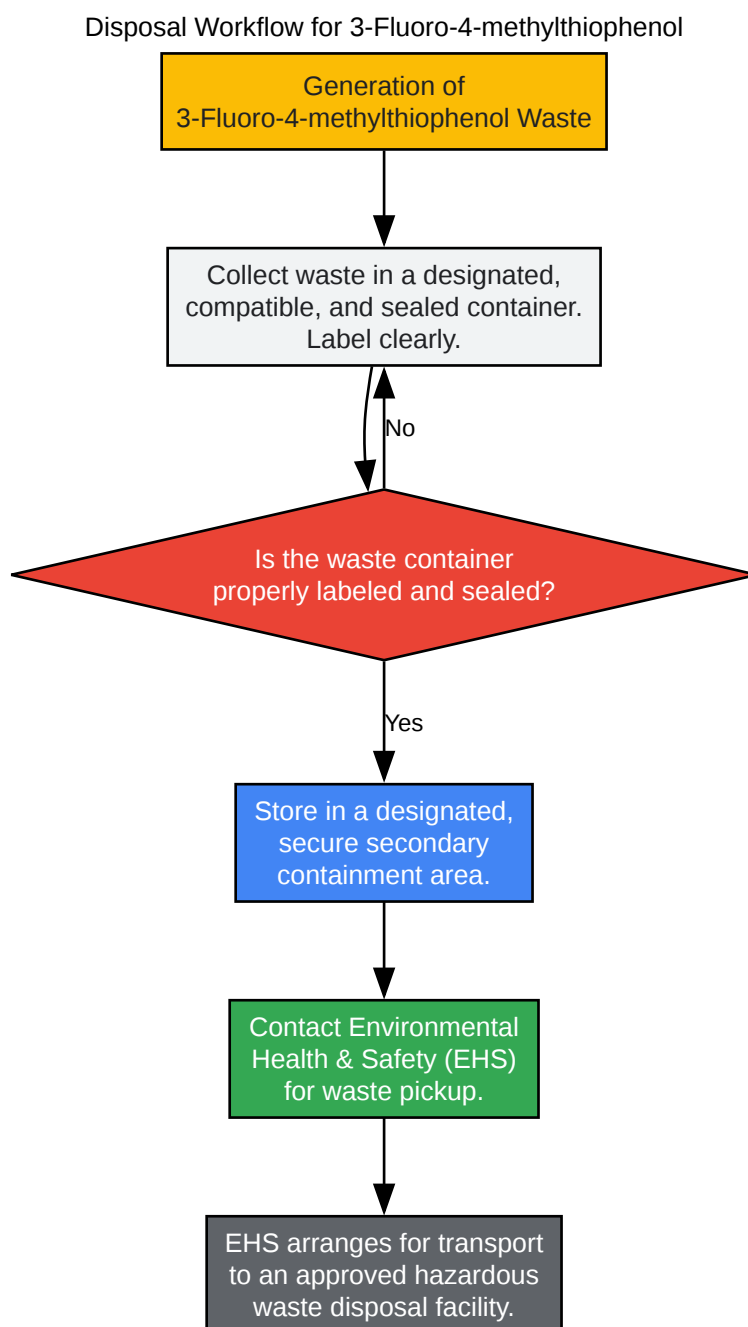 Disposal Workflow for 3-Fluoro-4-methylthiophenol
Generation of
3-Fluoro-4-methylthiophenol Waste
Collect waste in a designated,
compatible, and sealed container.
Label clearly.
No
Is the waste container
properly labeled and sealed?
Yes
Store in a designated,
secure secondary
containment area.
Contact Environmental
Health & Safety (EHS)
for waste pickup.
EHS arranges for transport
to an approved hazardous
waste disposal facility.